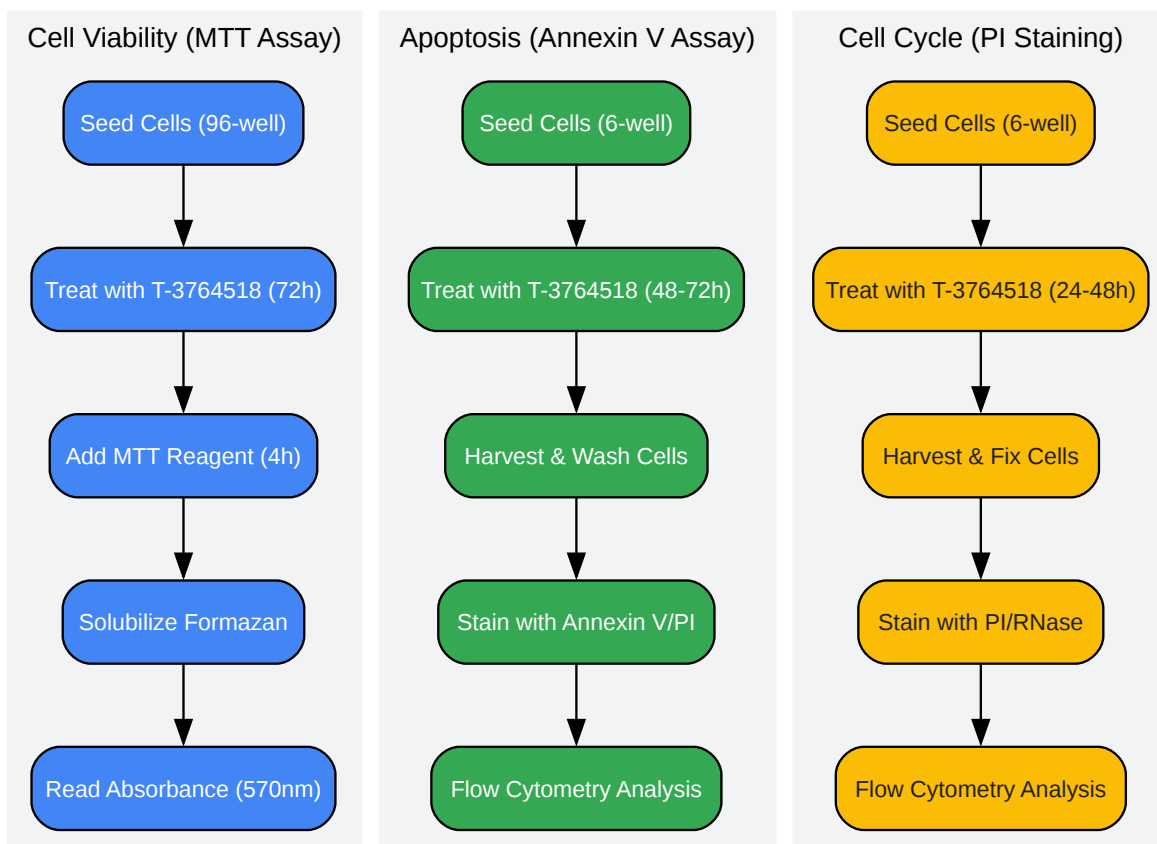 Cell Viability (MTT Assay)
Seed Cells (96-well)
Treat with T-3764518 (72h)
Add MTT Reagent (4h)
Solubilize Formazan
Read Absorbance (570nm)
Apoptosis (Annexin V Assay)
Seed Cells (6-well)
Treat with T-3764518 (48-72h)
Harvest & Wash Cells
Stain with Annexin V/PI
Flow Cytometry Analysis
Cell Cycle (PI Staining)
Seed Cells (6-well)
Treat with T-3764518 (24-48h)
Harvest & Fix Cells
Stain with PI/RNase
Flow Cytometry Analysis